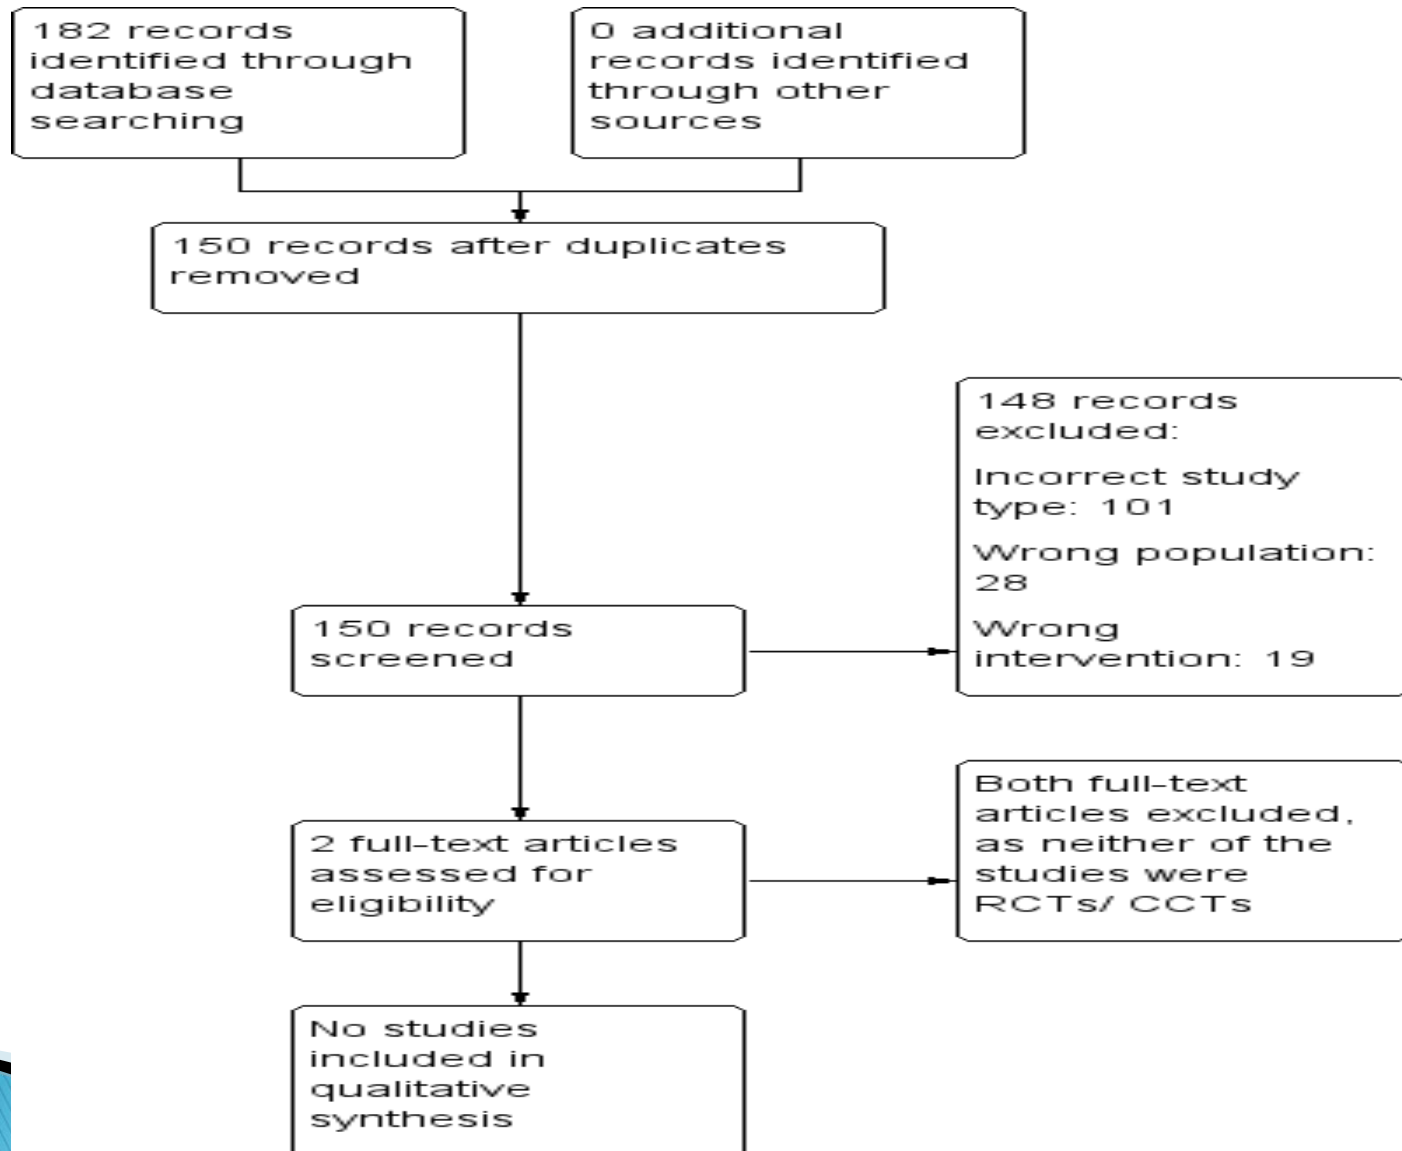 182 records
identified through
database
searching
0 additional
records identified
through other
sources
150 records after duplicates
removed
148 records
excluded:
Incorrect study
type: 101
Wrong population:
28
Wrong
intervention: 19
150 records
screened
Both full-text
articles excluded,
as neither of the
studies were
RCTs/ CCTs
2 full-text articles
assessed for
eligibility
No studies
included in
qualitative
synthesis